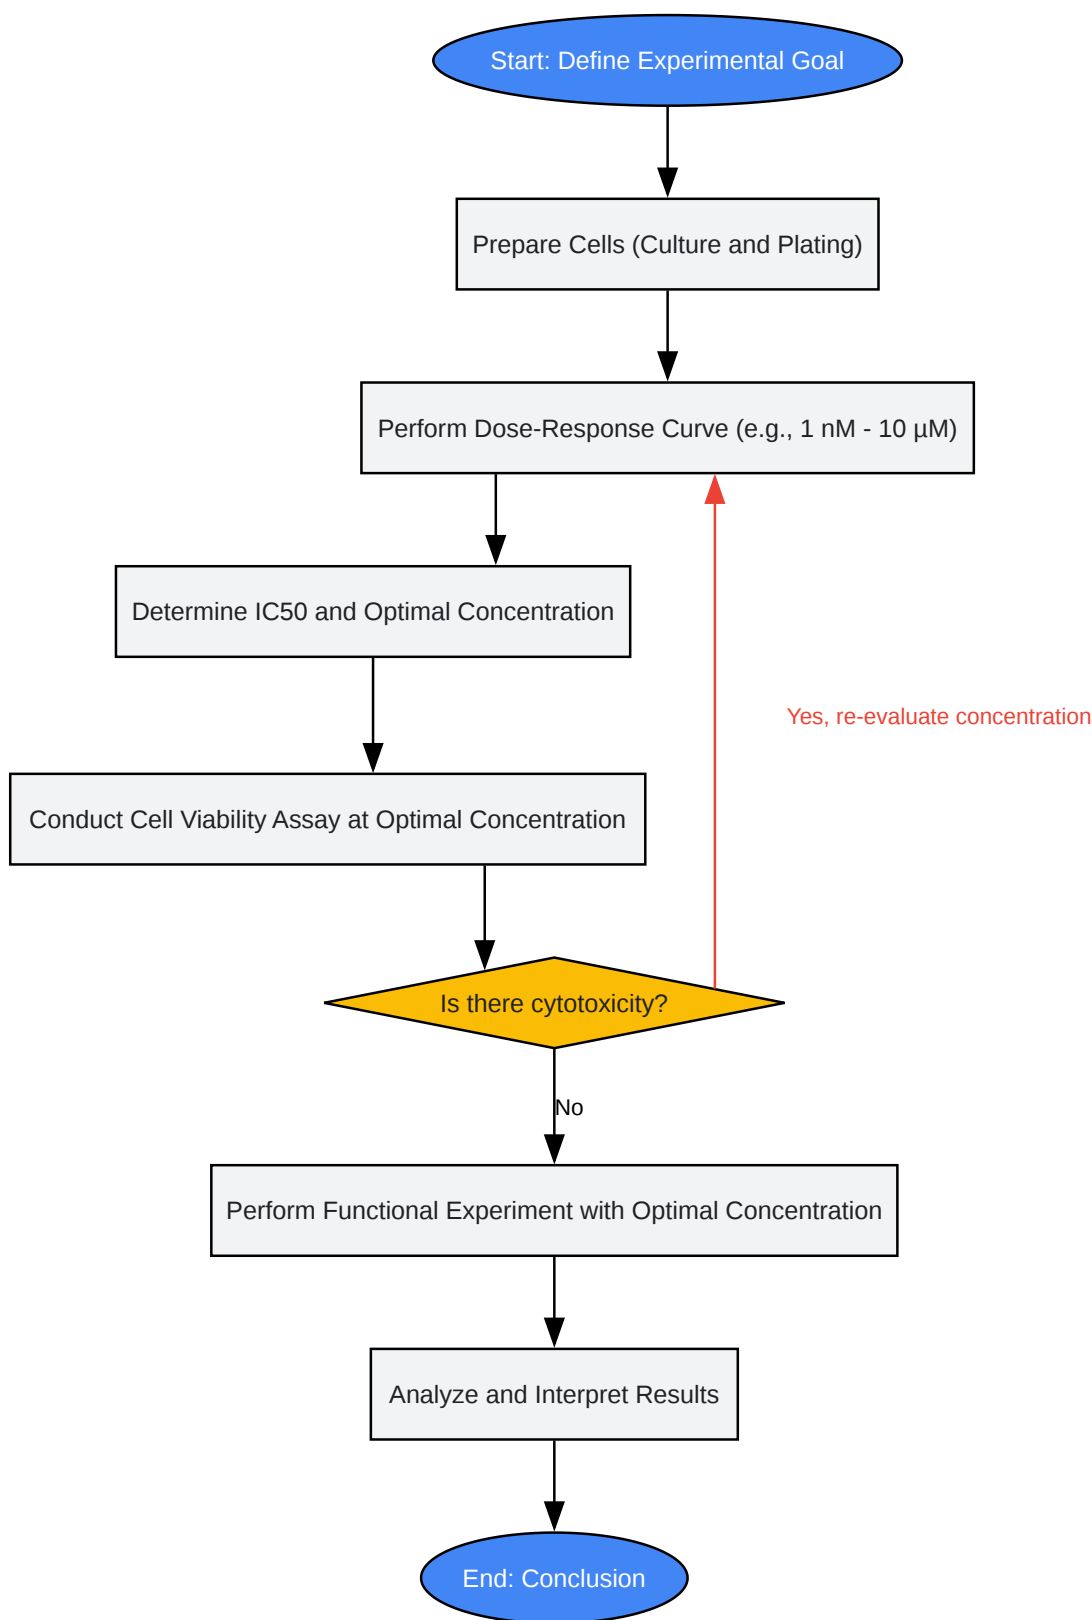 Start: Define Experimental Goal
Prepare Cells (Culture and Plating)
Perform Dose-Response Curve (e.g., 1 nM - 10 µM)
Determine IC50 and Optimal Concentration
Yes, re-evaluate concentration
Conduct Cell Viability Assay at Optimal Concentration
Is there cytotoxicity?
No
Perform Functional Experiment with Optimal Concentration
Analyze and Interpret Results
End: Conclusion